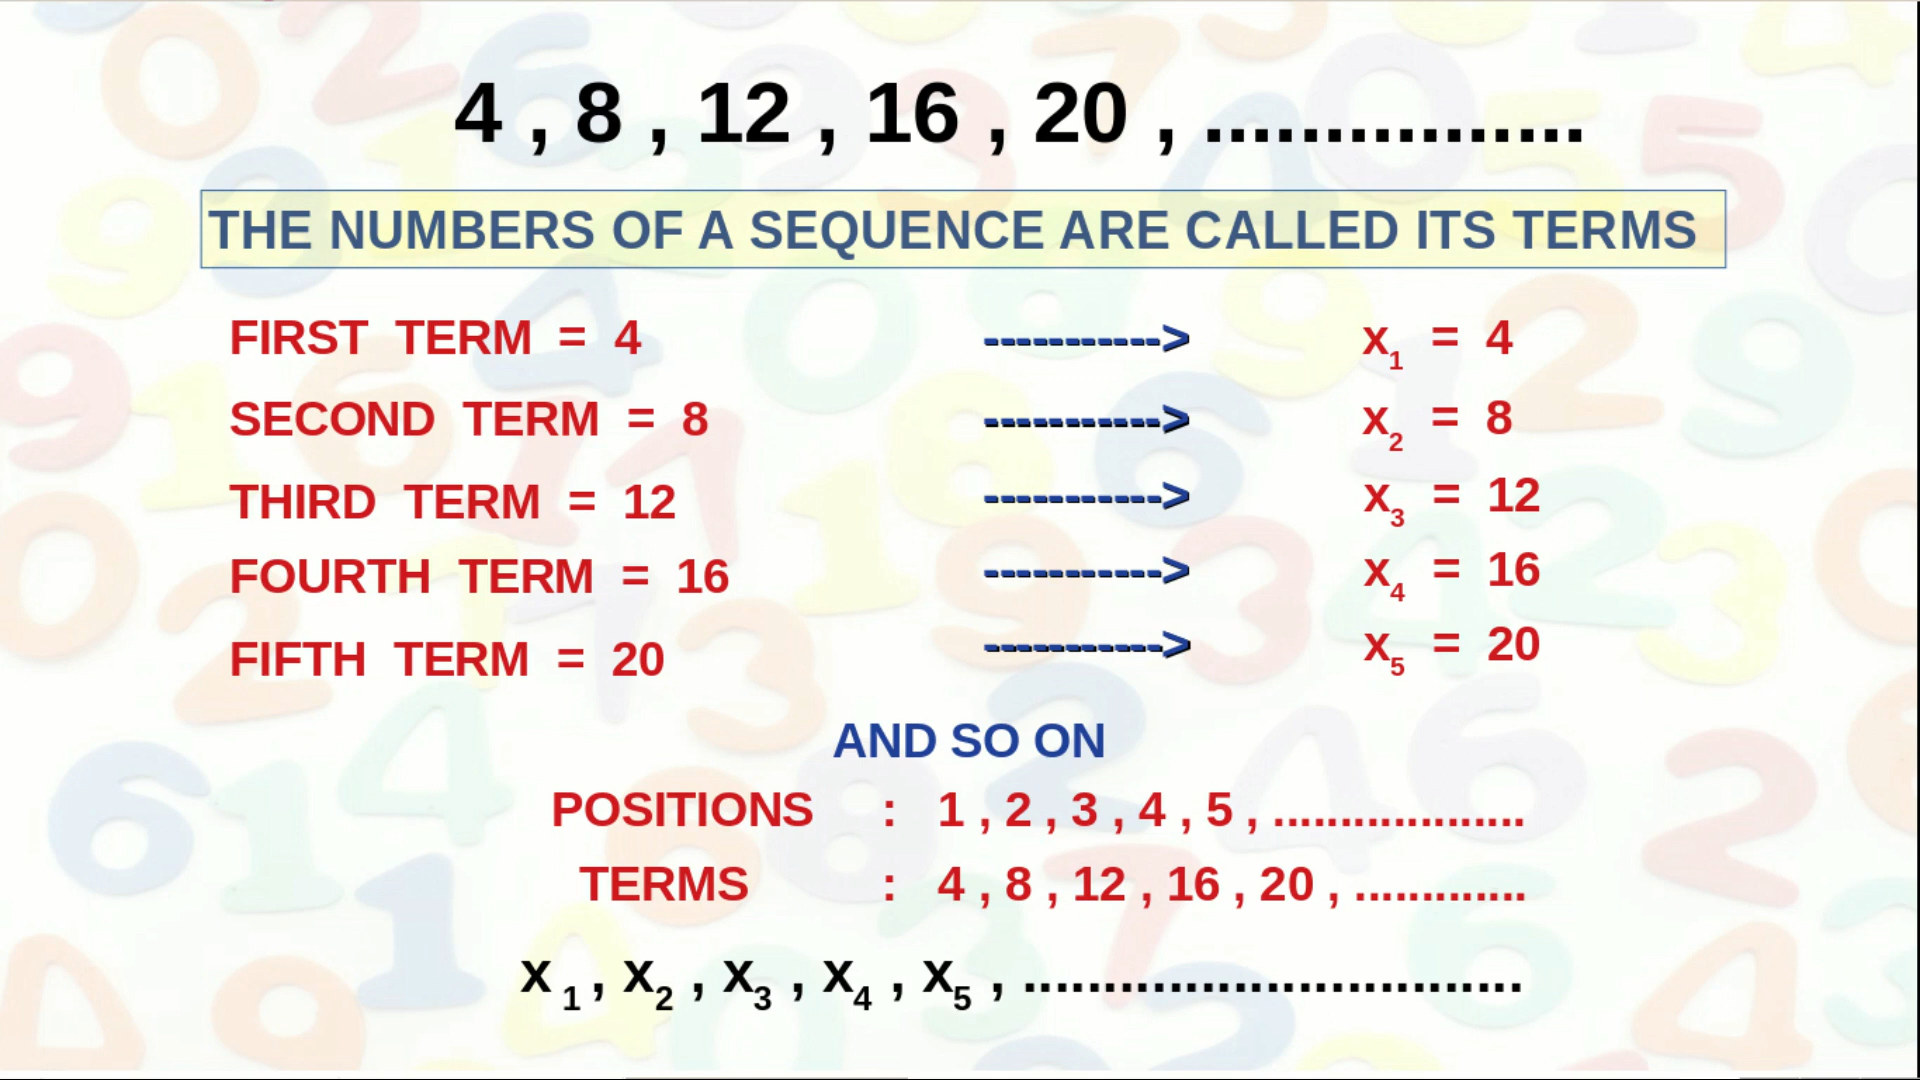 4 , 8 , 12 , 16 , 20 , ................
THE NUMBERS OF A SEQUENCE ARE CALLED ITS TERMS
FIRST TERM = 4 -----------> x₁ = 4
SECOND TERM = 8 -----------> x₂ = 8
THIRD TERM = 12 -----------> x₃ = 12
FOURTH TERM = 16 -----------> x₄ = 16
FIFTH TERM = 20 -----------> x₅ = 20
AND SO ON
POSITIONS : 1 , 2 , 3 , 4 , 5 , ...................
TERMS : 4 , 8 , 12 , 16 , 20 , .............
x ₁ , x₂ , x₃ , x₄ , x₅ , ...............................